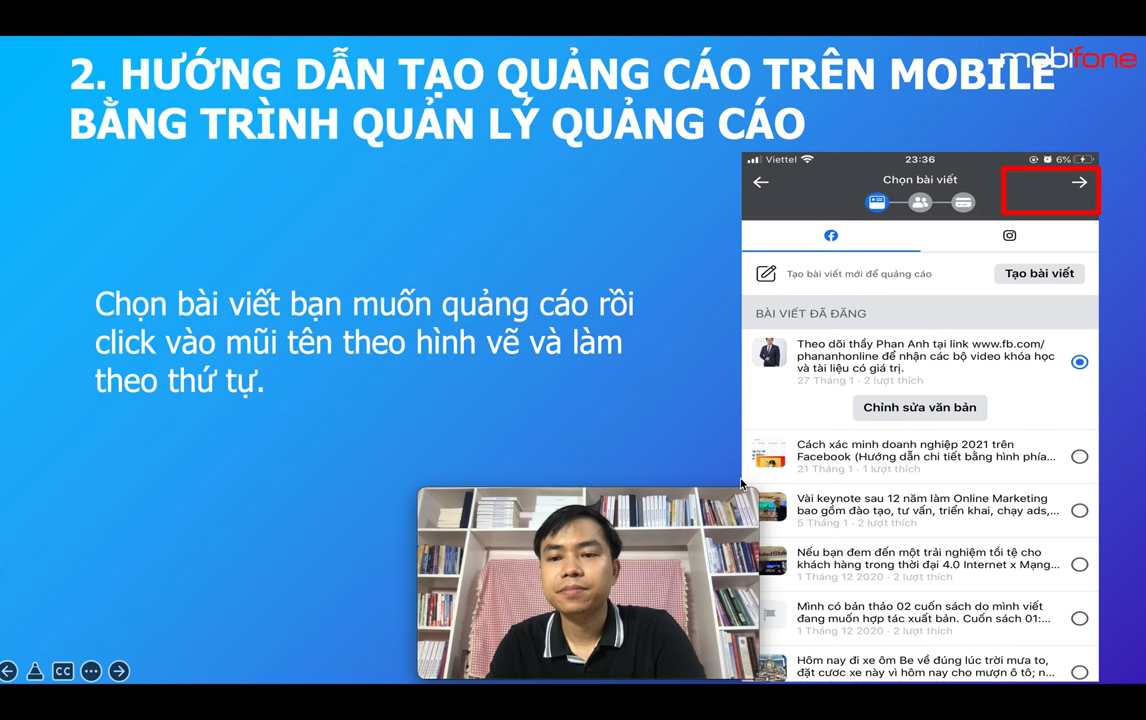 2. HƯỚNG DẪN TẠO QUẢNG CÁO TRÊN MOBILE
BẰNG TRÌNH QUẢN LÝ QUẢNG CÁO
mobifone
Chọn bài viết bạn muốn quảng cáo rồi
click vào mũi tên theo hình vẽ và làm
theo thứ tự.
Viettel 23:36 6%
Chọn bài viết
Tạo bài viết mới để quảng cáo Tạo bài viết
BÀI VIẾT ĐÃ ĐĂNG
Theo dõi thầy Phan Anh tại link www.fb.com/
phananhonline để nhận các bộ video khóa học
và tài liệu có giá trị.
27 Tháng 1 · 2 lượt thích
Chỉnh sửa văn bản
Cách xác minh doanh nghiệp 2021 trên
Facebook (Hướng dẫn chi tiết bằng hình phía...
21 Tháng 1 · 1 lượt thích
Vài keynote sau 12 năm làm Online Marketing
bao gồm đào tạo, tư vấn, triển khai, chạy ads,...
5 Tháng 1 · 2 lượt thích
Nếu bạn đem đến một trải nghiệm tồi tệ cho
khách hàng trong thời đại 4.0 Internet x Mạng...
1 Tháng 12 2020 · 2 lượt thích
Mình có bản thảo 02 cuốn sách do mình viết
đang muốn hợp tác xuất bản. Cuốn sách 01:...
1 Tháng 12 2020 · 2 lượt thích
Hôm nay đi xe ôm Be về đúng lúc trời mưa to,
đặt cược xe này vì hôm nay cho mượn ô tô; n...
CC